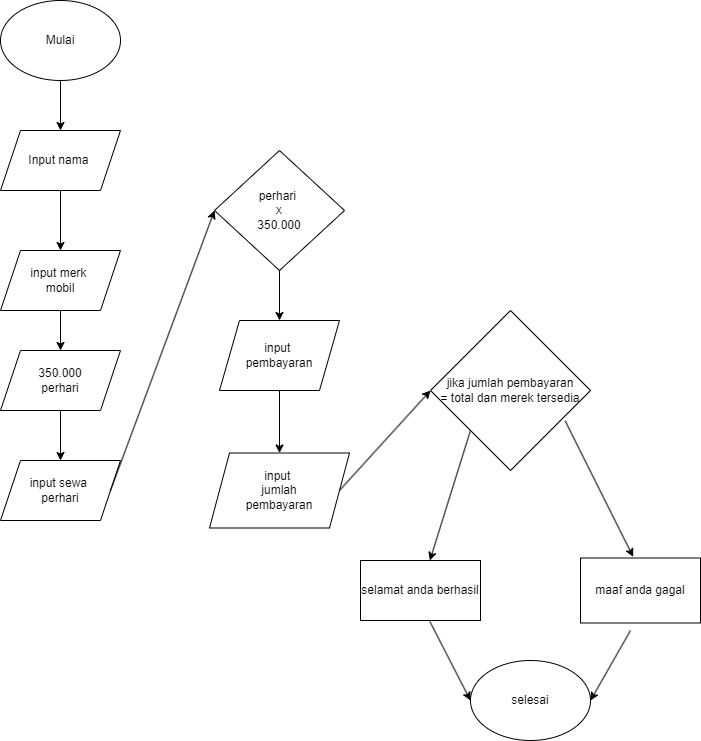 Mulai
Input nama
input merk
mobil
350.000
perhari
input sewa
perhari
perhari
x
350.000
input
pembayaran
input
jumlah
pembayaran
jika jumlah pembayaran
= total dan merek tersedia
selamat anda berhasil
maaf anda gagal
selesai